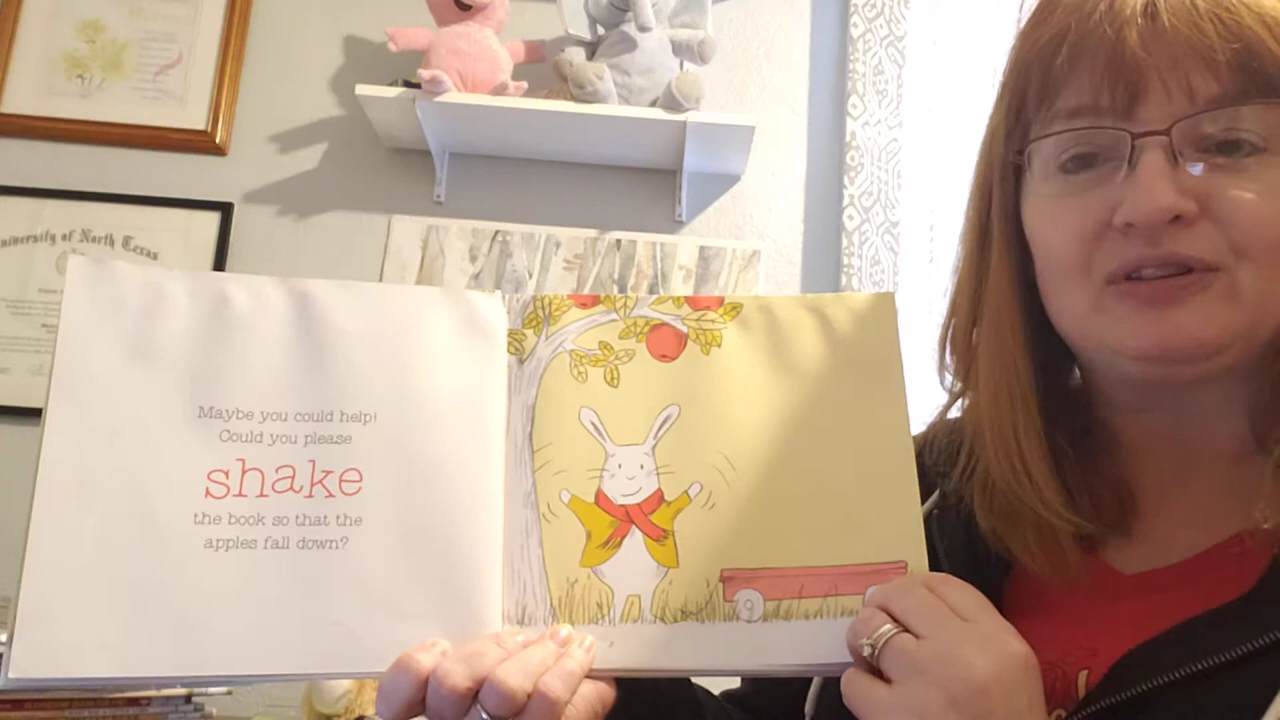 University of North Texas
Maybe you could help!
Could you please
shake
the book so that the
apples fall down?